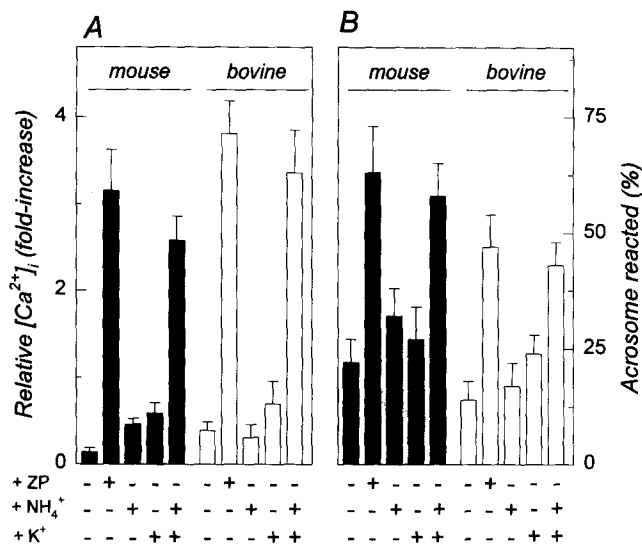 A B
mouse bovine mouse bovine
Relative [Ca²⁺]ᵢ (fold-increase)
4
2
0
75
50
25
0
Acrosome reacted (%)
+ ZP - + - - - - + - - - - + - - - - + - - -
+ NH₄⁺ - - + - + - - + - + - - + - + - - + - +
+ K⁺ - - - + + - - - + + - - - + + - - - + +